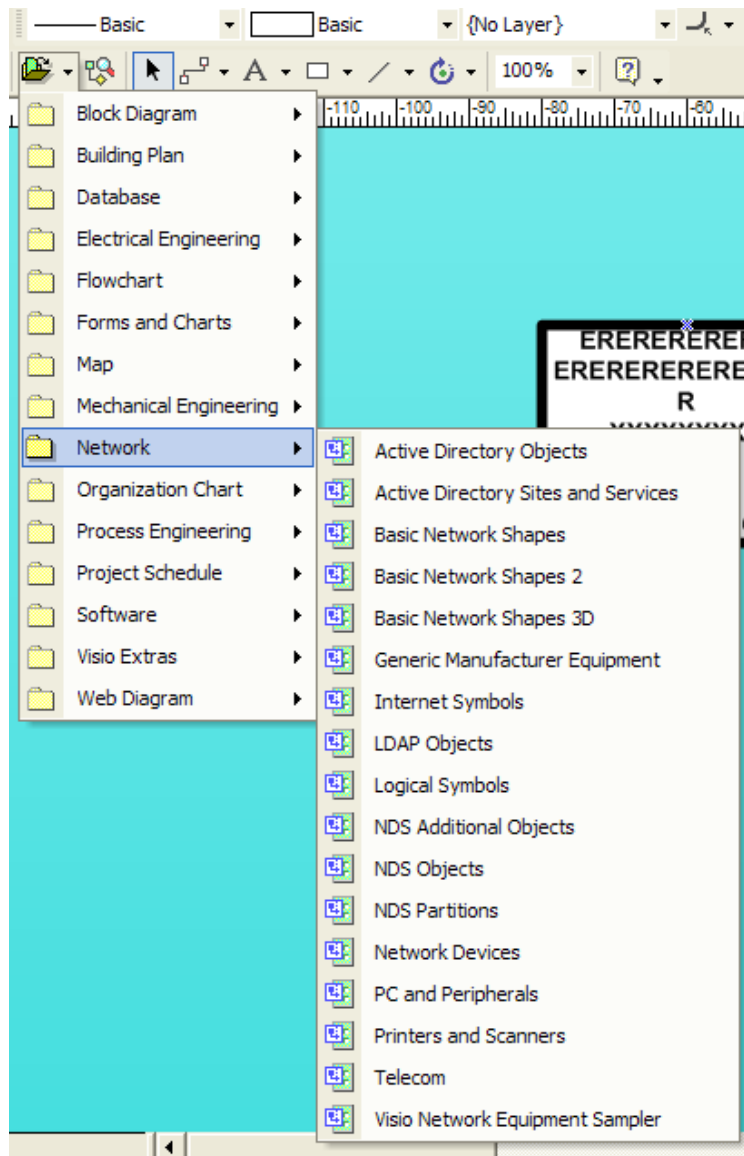 Basic Basic {No Layer}
A 100% ?
-110 -100 -90 -80 -70 -60
Block Diagram
Building Plan
Database
Electrical Engineering
Flowchart
Forms and Charts
Map
Mechanical Engineering
Network
Organization Chart
Process Engineering
Project Schedule
Software
Visio Extras
Web Diagram
ERERERERE
ERERERERERE
R
Active Directory Objects
Active Directory Sites and Services
Basic Network Shapes
Basic Network Shapes 2
Basic Network Shapes 3D
Generic Manufacturer Equipment
Internet Symbols
LDAP Objects
Logical Symbols
NDS Additional Objects
NDS Objects
NDS Partitions
Network Devices
PC and Peripherals
Printers and Scanners
Telecom
Visio Network Equipment Sampler